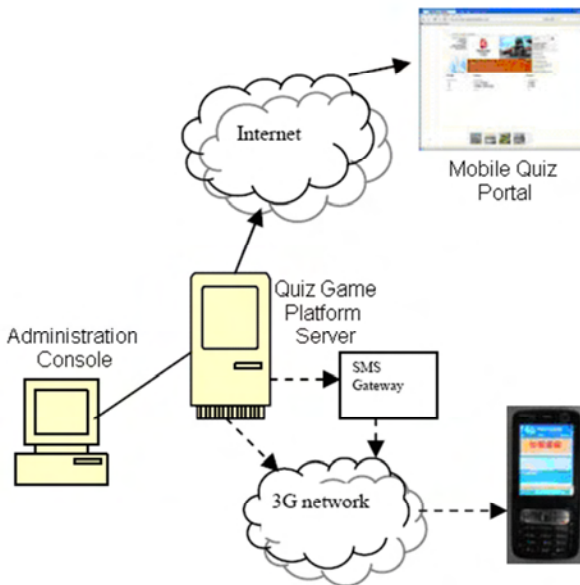 Internet
Mobile Quiz
Portal
Quiz Game
Platform
Server
Administration
Console
SMS
Gateway
3G network